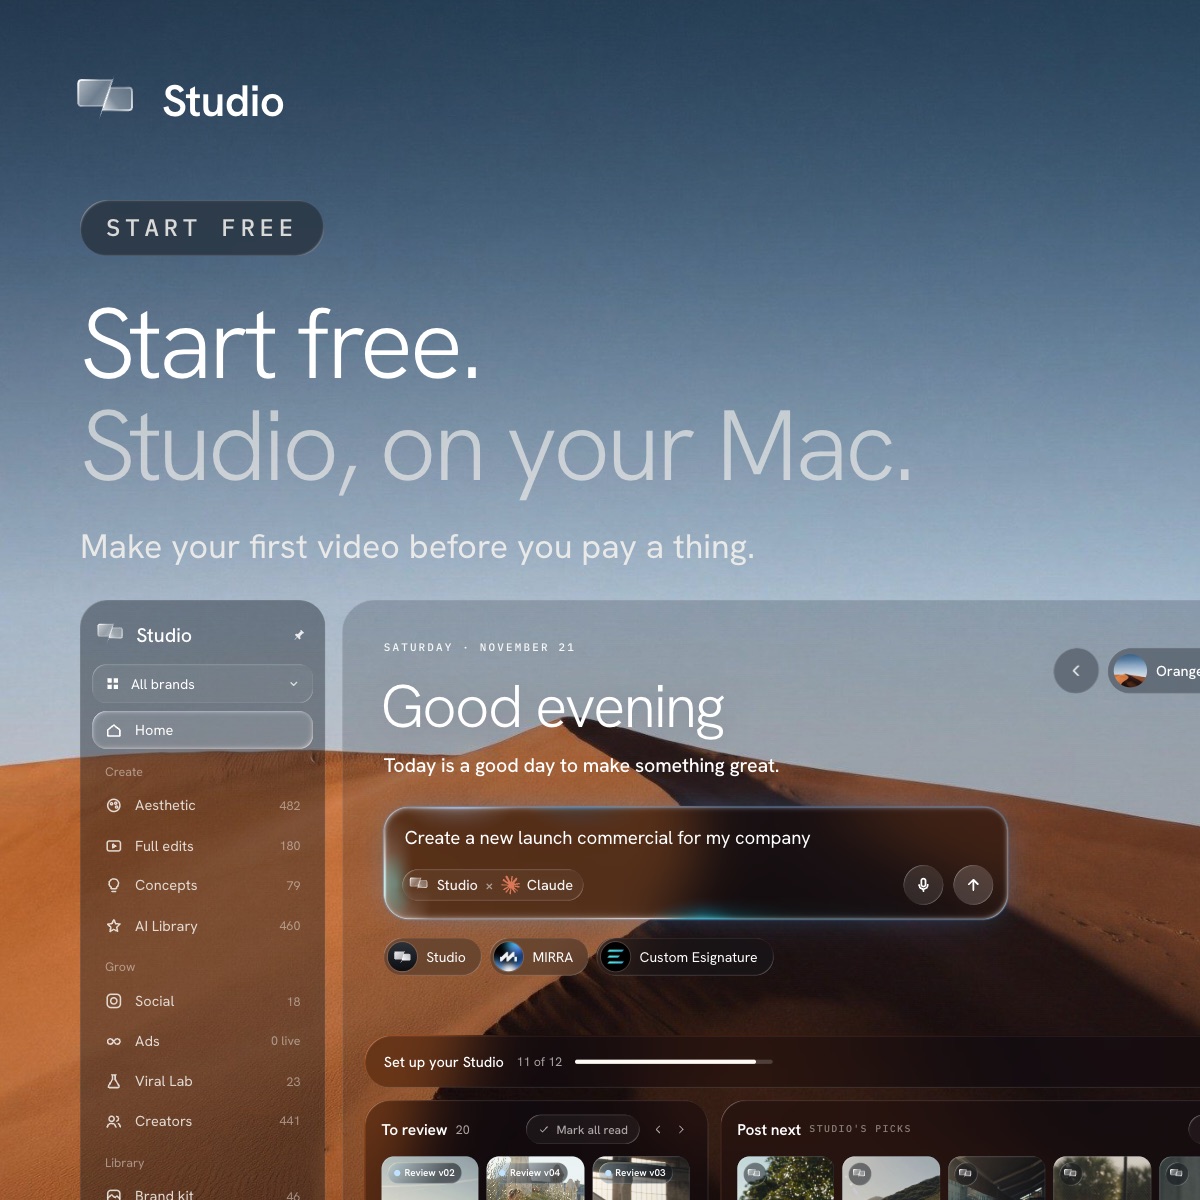 Studio
START FREE
Start free.
Studio, on your Mac.
Make your first video before you pay a thing.
Studio
All brands
Home
Create
Aesthetic 482
Full edits 180
Concepts 79
AI Library 460
Grow
Social 18
Ads 0 live
Viral Lab 23
Creators 441
Library
Brand kit 46
SATURDAY · NOVEMBER 21
Orange
Good evening
Today is a good day to make something great.
Create a new launch commercial for my company
Studio × Claude
Studio MIRRA Custom Esignature
Set up your Studio 11 of 12
To review 20 Mark all read
Review v02 Review v04 Review v03
Post next STUDIO'S PICKS